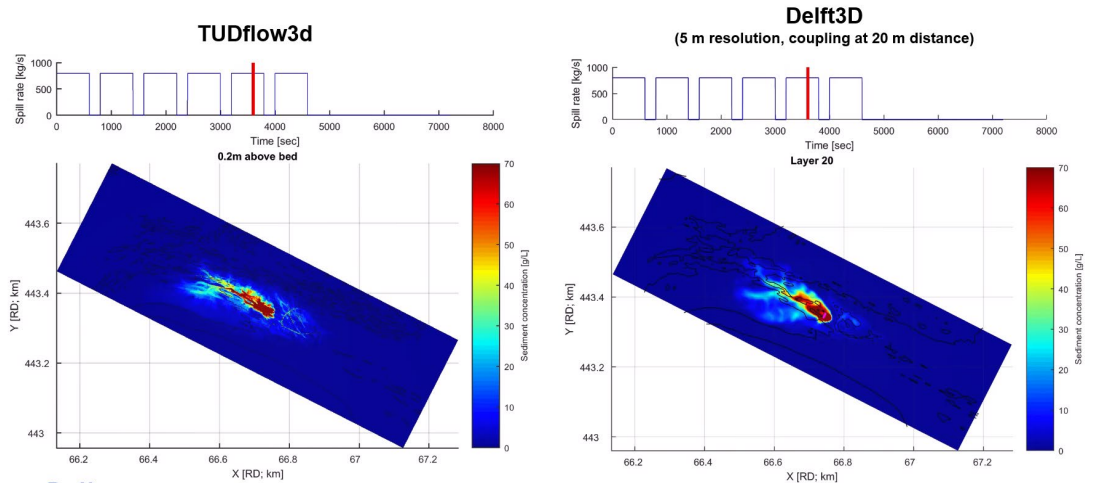 TUDflow3d
Spill rate [kg/s]
1000
500
0
0 1000 2000 3000 4000 5000 6000 7000 8000
Time [sec]
0.2m above bed
Y [RD; km]
443.6
443.4
443.2
443
66.2 66.4 66.6 66.8 67 67.2
X [RD; km]
70
60
50
40
30
20
10
0
Sediment concentration [g/L]
Delft3D
(5 m resolution, coupling at 20 m distance)
Spill rate [kg/s]
1000
500
0
0 1000 2000 3000 4000 5000 6000 7000 8000
Time [sec]
Layer 20
Y [RD; km]
443.6
443.4
443.2
443
66.2 66.4 66.6 66.8 67 67.2
X [RD; km]
70
60
50
40
30
20
10
0
Sediment concentration [g/L]